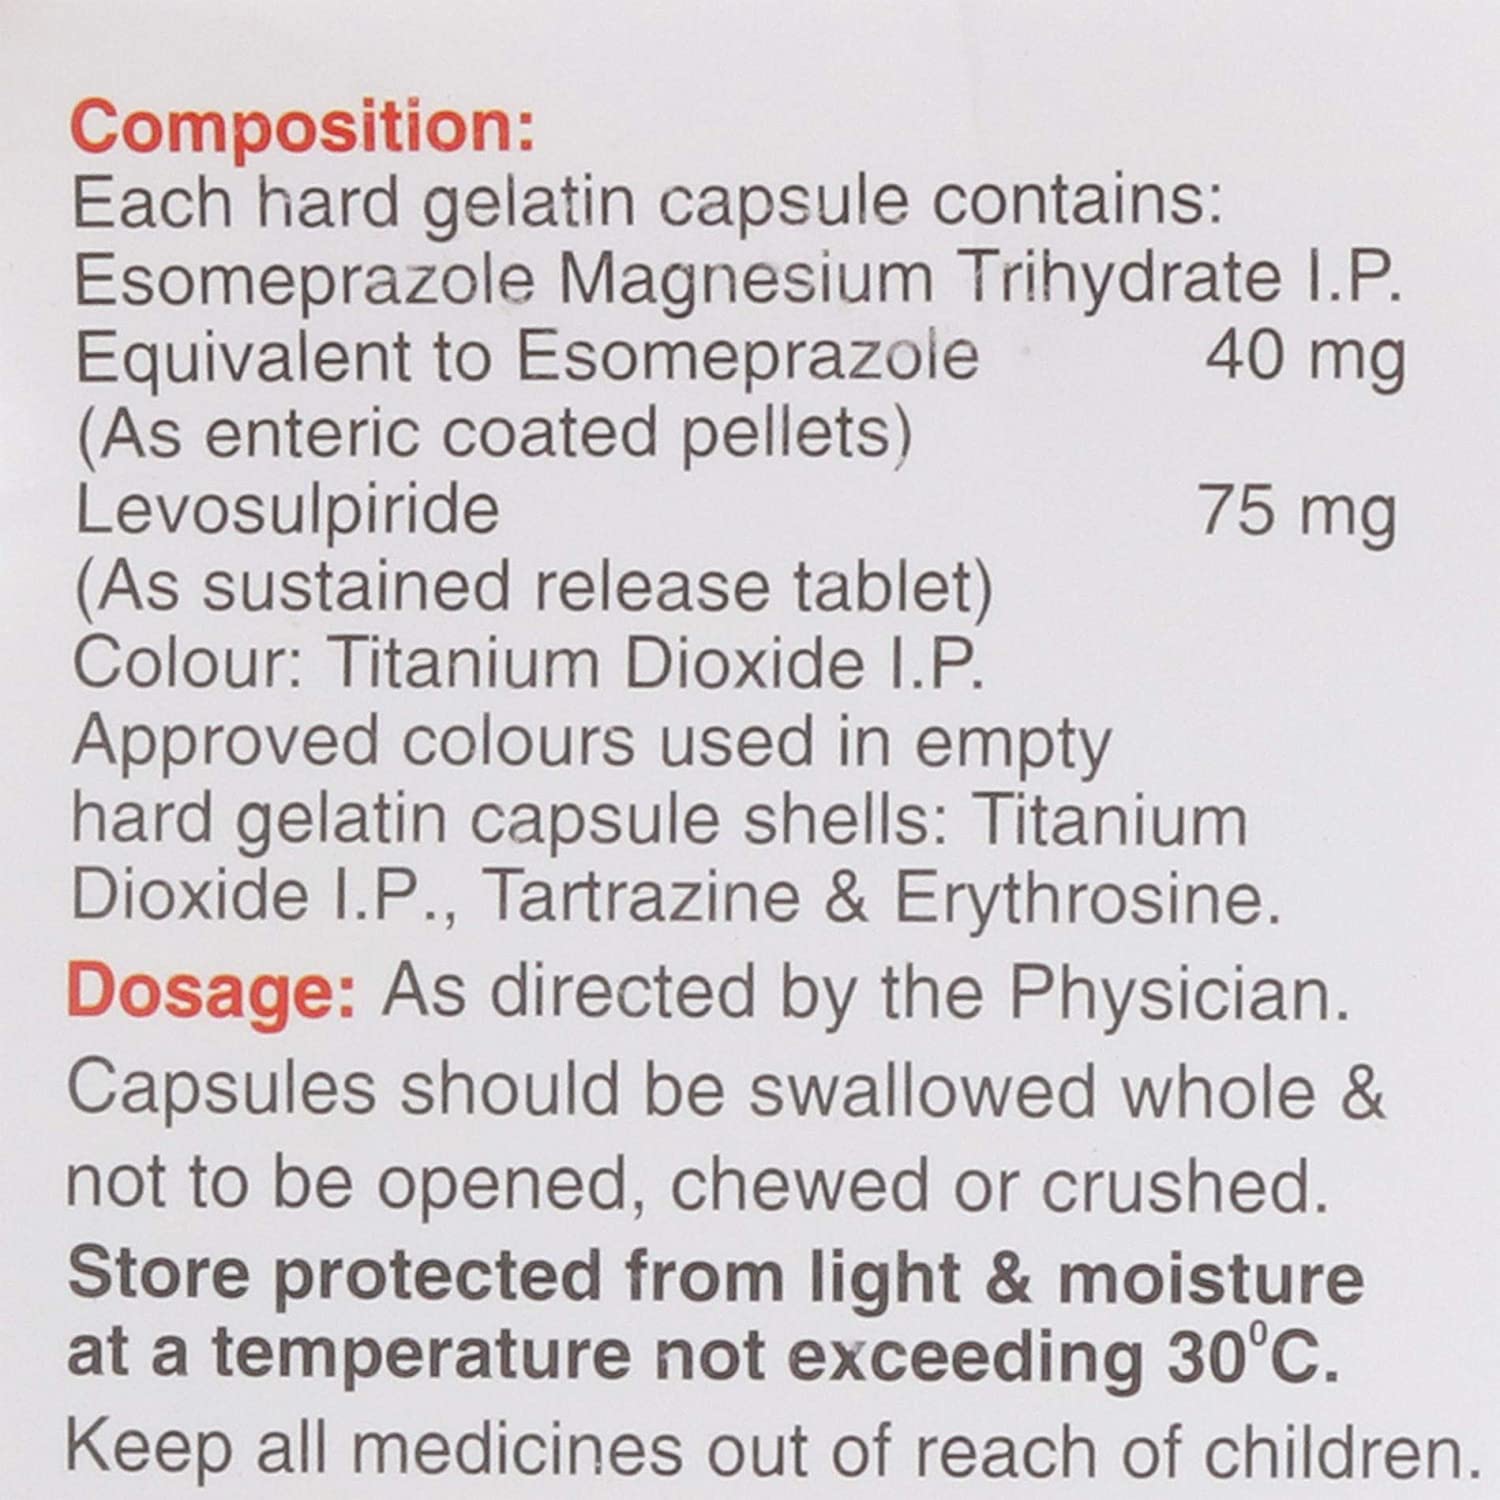 Composition:
Each hard gelatin capsule contains:
Esomeprazole Magnesium Trihydrate I.P.
Equivalent to Esomeprazole 40 mg
(As enteric coated pellets)
Levosulpiride 75 mg
(As sustained release tablet)
Colour: Titanium Dioxide I.P.
Approved colours used in empty
hard gelatin capsule shells: Titanium
Dioxide I.P., Tartrazine & Erythrosine.
Dosage: As directed by the Physician.
Capsules should be swallowed whole &
not to be opened, chewed or crushed.
Store protected from light & moisture
at a temperature not exceeding 30⁰C.
Keep all medicines out of reach of children.